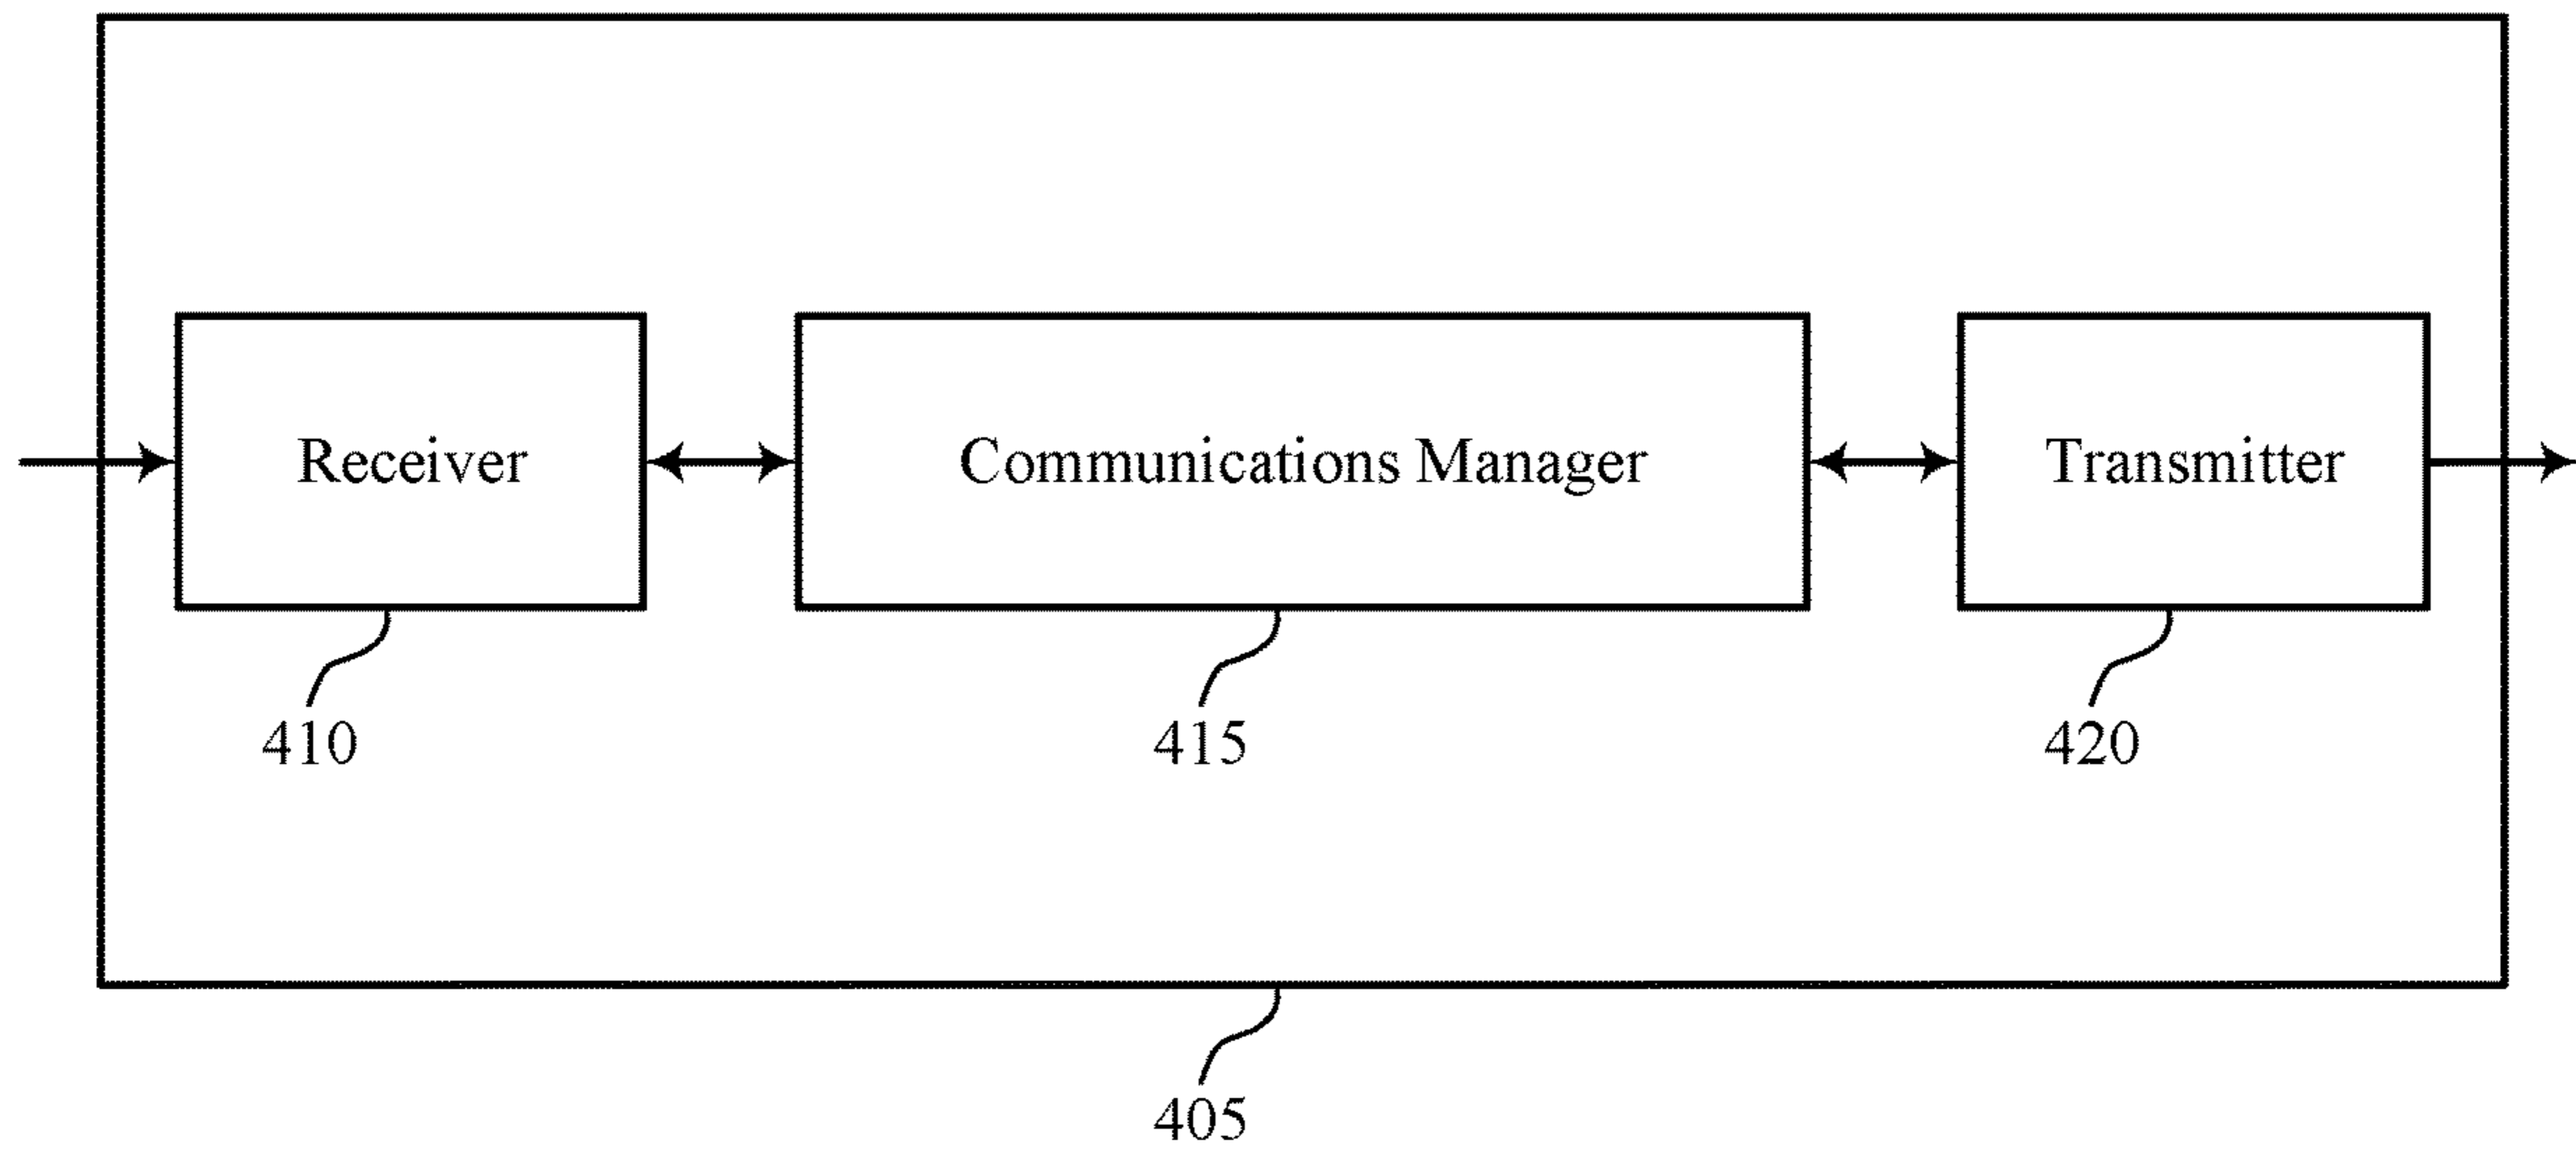 Receiver
Communications Manager
Transmitter
410
415
420
405